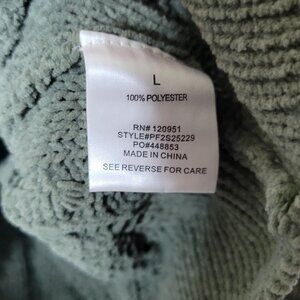 L
100% POLYESTER
RN# 120951
STYLE#PF2S25229
PO#448853
MADE IN CHINA
SEE REVERSE FOR CARE